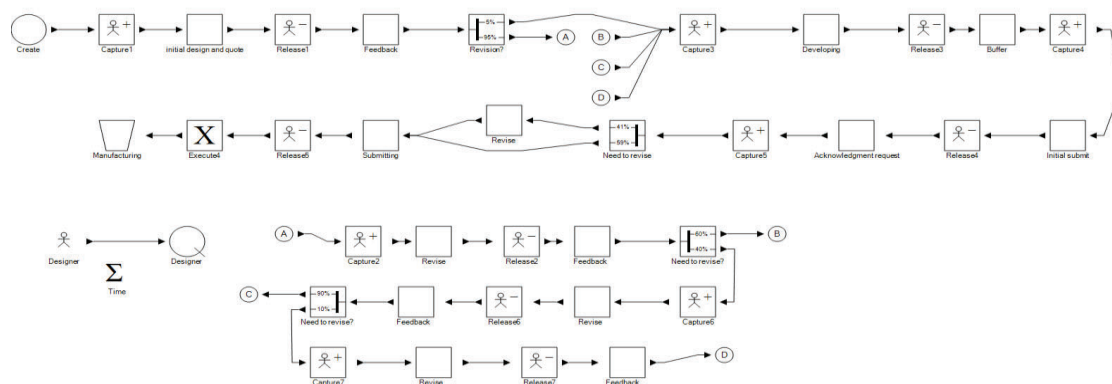 5%
95%
A
B
C
D
Create
Capture1
initial design and quote
Release1
Feedback
Revision?
Capture3
Developing
Release3
Buffer
Capture4
41%
59%
X
Manufacturing
Execute4
Release5
Submitting
Revise
Need to revise
Capture5
Acknowledgment request
Release4
Initial submit
A
60%
40%
B
Designer
Designer
Σ
Time
Capture2
Revise
Release2
Feedback
Need to revise?
C
90%
10%
Need to revise?
Feedback
Release6
Revise
Capture6
D
Capture7
Revise
Release7
Feedback